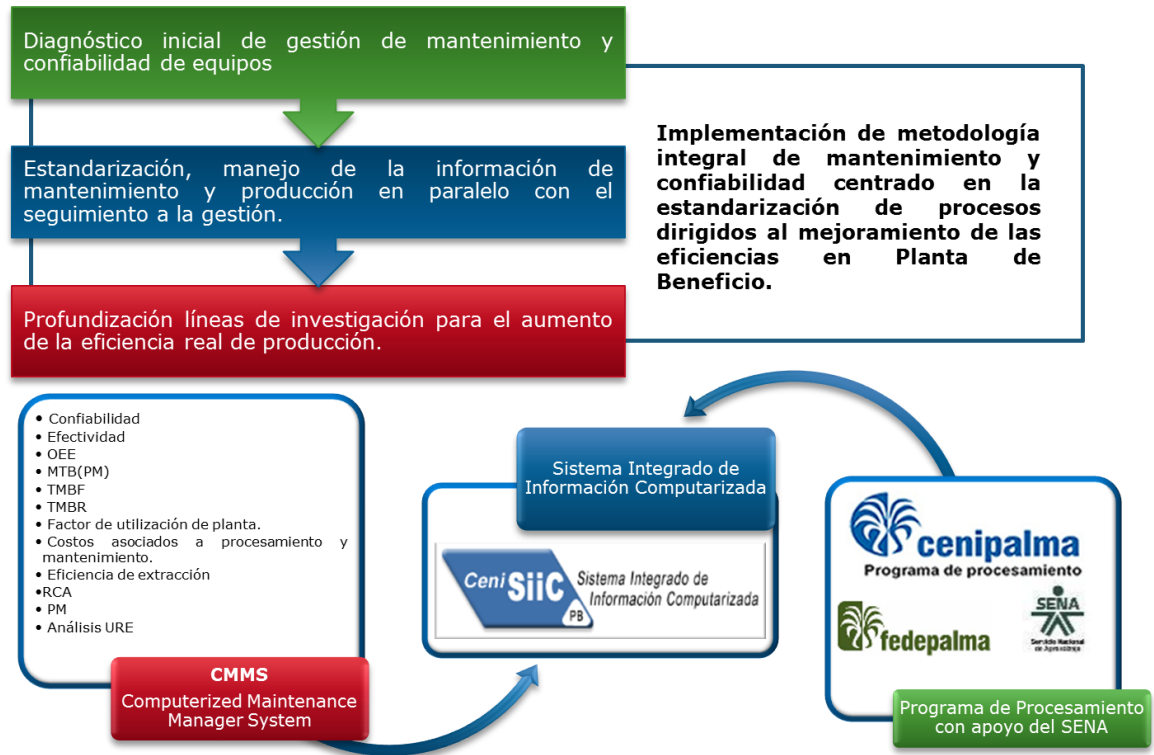 Diagnóstico inicial de gestión de mantenimiento y
confiabilidad de equipos
Estandarización, manejo de la información de
mantenimiento y producción en paralelo con el
seguimiento a la gestión.
Profundización líneas de investigación para el aumento
de la eficiencia real de producción.
Implementación de metodología
integral de mantenimiento y
confiabilidad centrado en la
estandarización de procesos
dirigidos al mejoramiento de las
eficiencias en Planta de
Beneficio.
• Confiabilidad
• Efectividad
• OEE
• MTB(PM)
• TMBF
• TMBR
• Factor de utilización de planta.
• Costos asociados a procesamiento y
mantenimiento.
• Eficiencia de extracción
•RCA
• PM
• Análisis URE
CMMS
Computerized Maintenance
Manager System
Sistema Integrado de
Información Computarizada
Ceni SiiC
PB
Sistema Integrado de
Información Computarizada
cenipalma
Programa de procesamiento
fedepalma
SENA
Servicio Nacional
de Aprendizaje
Programa de Procesamiento
con apoyo del SENA